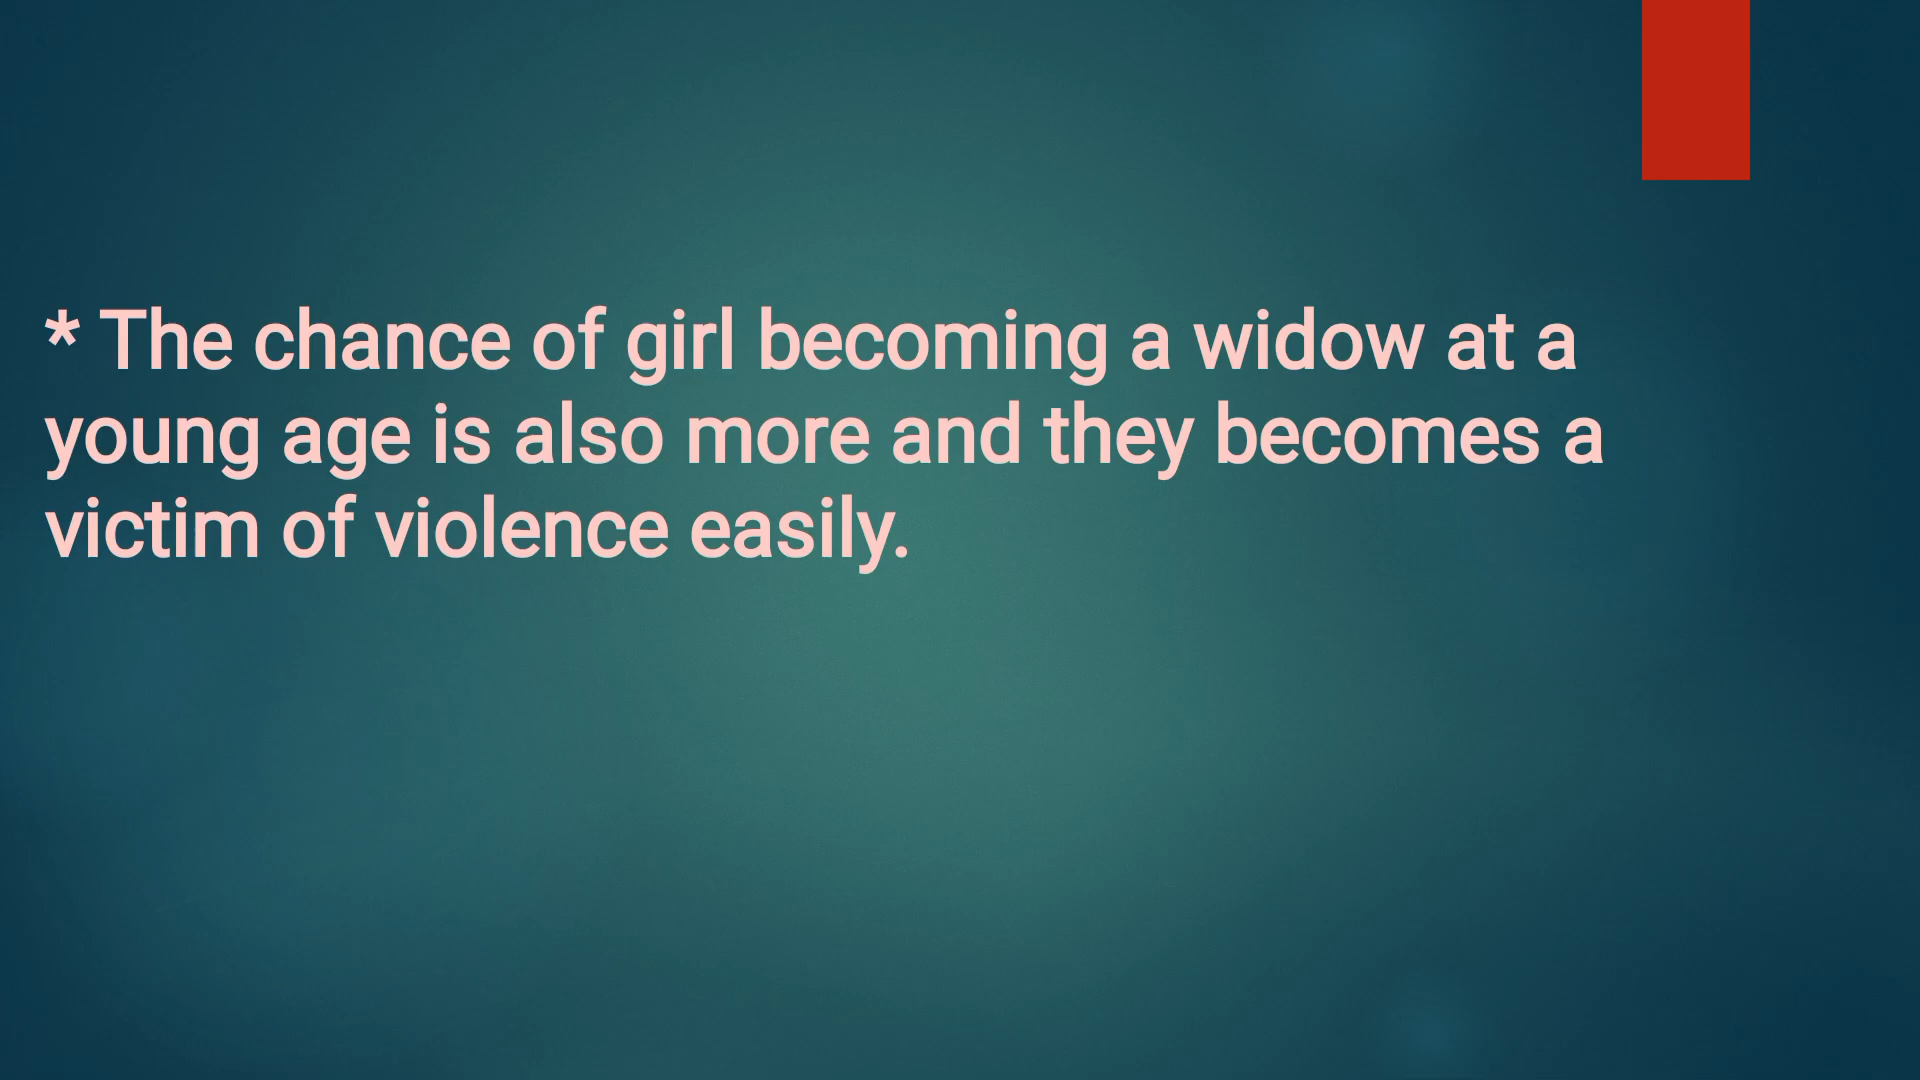 * The chance of girl becoming a widow at a
young age is also more and they becomes a
victim of violence easily.